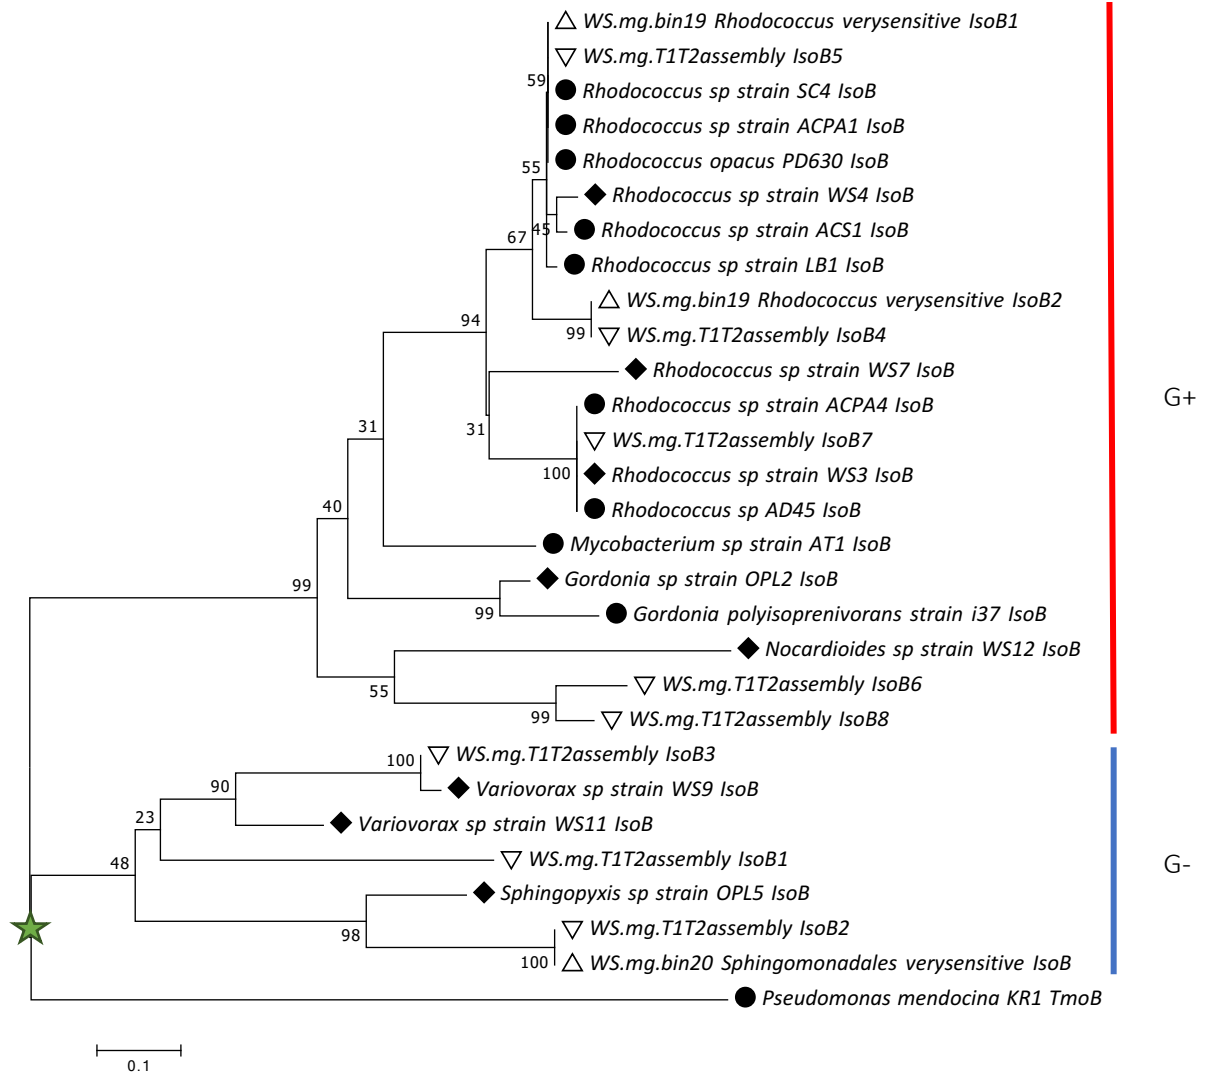 WS.mg.bin19 Rhodococcus verysensitive IsoB1
WS.mg.T1T2assembly IsoB5
59
Rhodococcus sp strain SC4 IsoB
Rhodococcus sp strain ACPA1 IsoB
Rhodococcus opacus PD630 IsoB
55
Rhodococcus sp strain WS4 IsoB
45
Rhodococcus sp strain ACS1 IsoB
67
Rhodococcus sp strain LB1 IsoB
WS.mg.bin19 Rhodococcus verysensitive IsoB2
94
99
WS.mg.T1T2assembly IsoB4
Rhodococcus sp strain WS7 IsoB
G+
Rhodococcus sp strain ACPA4 IsoB
31
31
WS.mg.T1T2assembly IsoB7
100
Rhodococcus sp strain WS3 IsoB
40
Rhodococcus sp AD45 IsoB
Mycobacterium sp strain AT1 IsoB
99
Gordonia sp strain OPL2 IsoB
99
Gordonia polyisoprenivorans strain i37 IsoB
Nocardioides sp strain WS12 IsoB
55
WS.mg.T1T2assembly IsoB6
99
WS.mg.T1T2assembly IsoB8
100
WS.mg.T1T2assembly IsoB3
90
Variovorax sp strain WS9 IsoB
23
Variovorax sp strain WS11 IsoB
48
WS.mg.T1T2assembly IsoB1
G-
Sphingopyxis sp strain OPL5 IsoB
98
WS.mg.T1T2assembly IsoB2
100
WS.mg.bin20 Sphingomonadales verysensitive IsoB
Pseudomonas mendocina KR1 TmoB
0.1